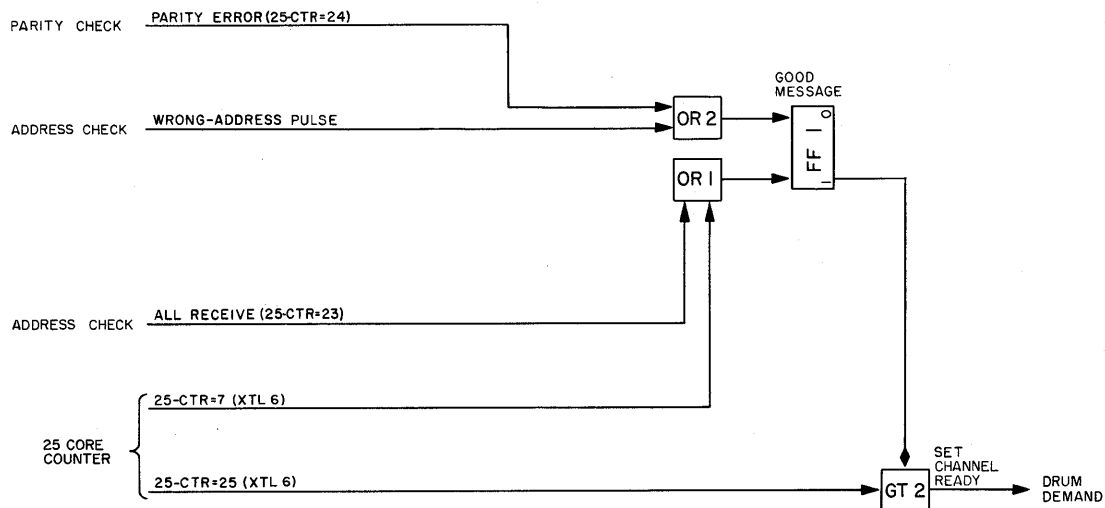 PARITY CHECK
PARITY ERROR (25-CTR=24)
GOOD
MESSAGE
ADDRESS CHECK
WRONG-ADDRESS PULSE
OR 2
FF 1
0
1
OR 1
ADDRESS CHECK
ALL RECEIVE (25-CTR=23)
25-CTR=7 (XTL 6)
25 CORE
COUNTER
25-CTR=25 (XTL 6)
GT 2
SET
CHANNEL
READY
DRUM
DEMAND